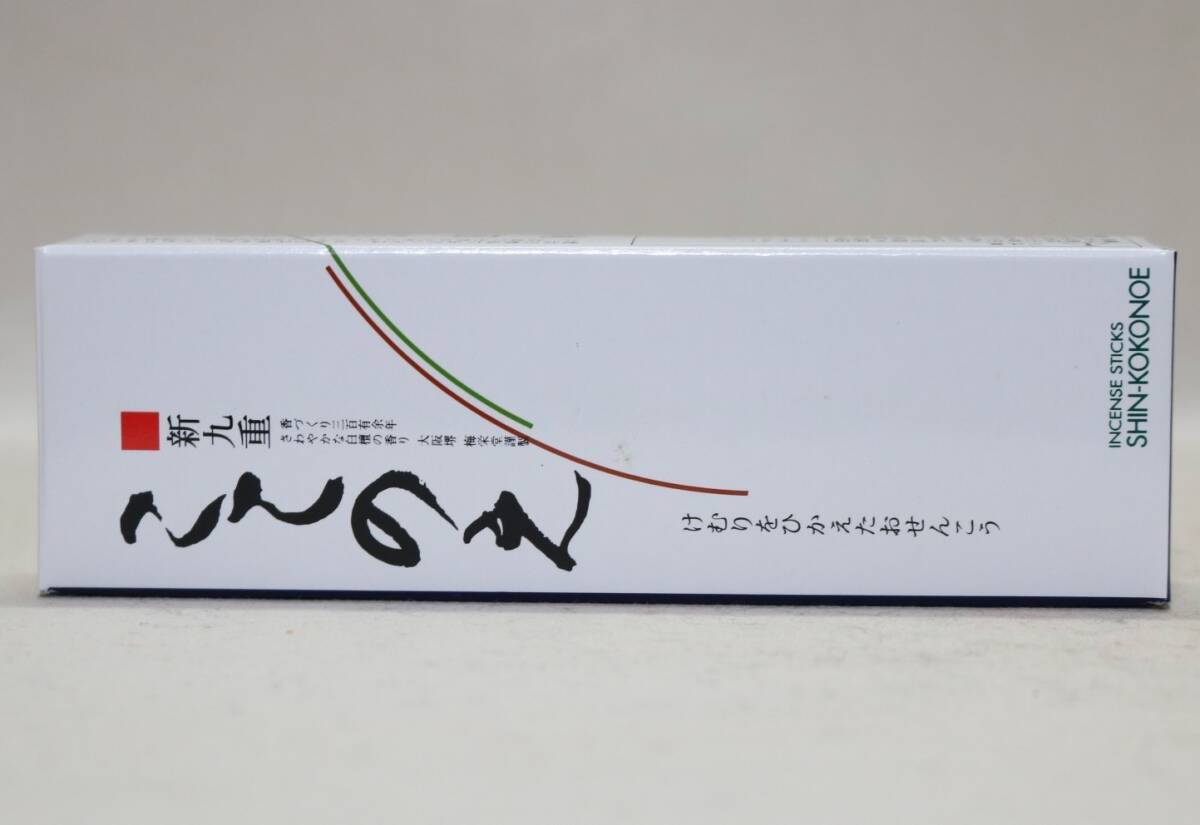 新九重
香づくり三百有余年
さわやかな白檀の香り 大阪堺 梅栄堂謹製
こゝのえ
けむりをひかえたおせんこう
INCENSE STICKS
SHIN-KOKONOE